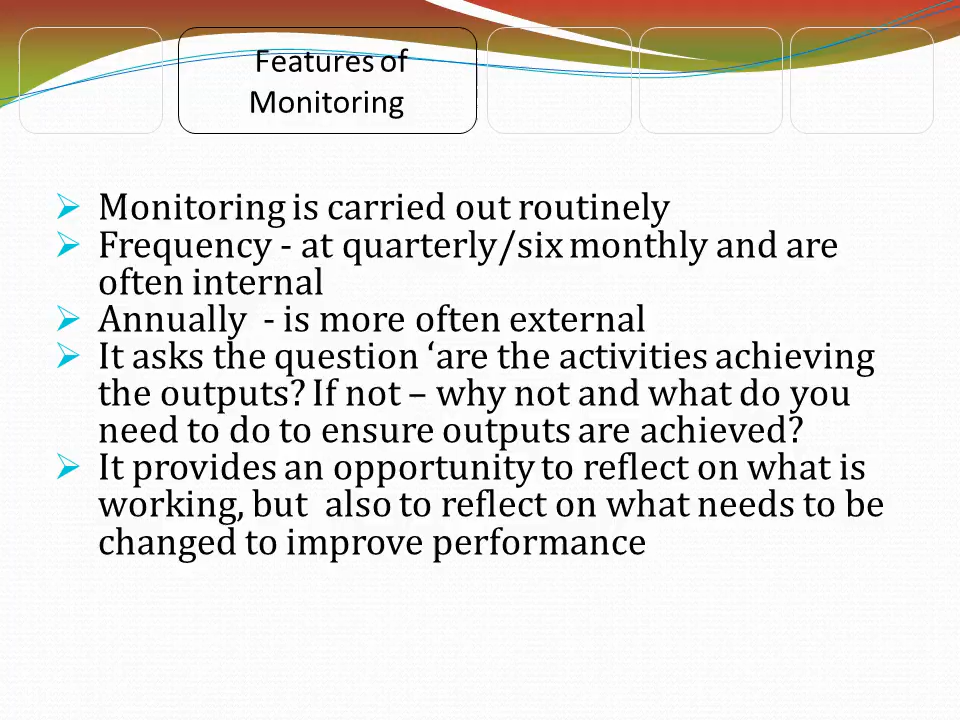 Features of
Monitoring
➢ Monitoring is carried out routinely
➢ Frequency - at quarterly/six monthly and are
often internal
➢ Annually  - is more often external
➢ It asks the question ‘are the activities achieving
the outputs? If not – why not and what do you
need to do to ensure outputs are achieved?
➢ It provides an opportunity to reflect on what is
working, but  also to reflect on what needs to be
changed to improve performance